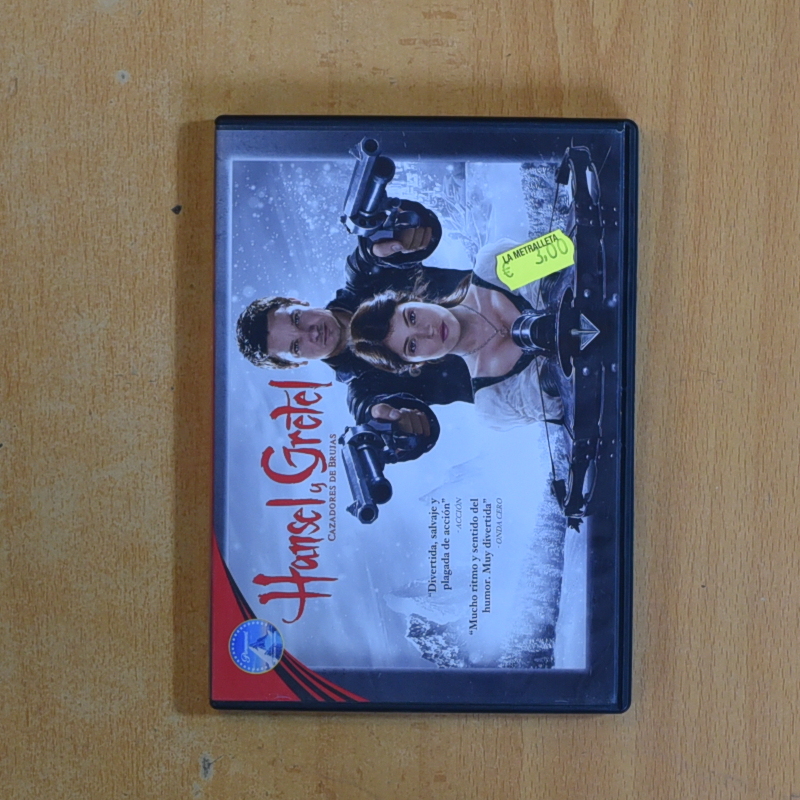 Hansel y Gretel
CAZADORES DE BRUJAS
"Divertida, salvaje y
plagada de acción"
- ACCIÓN
"Mucho ritmo y sentido del
humor. Muy divertida"
- ONDA CERO
LA METRALLETA
€ 3,00
Paramount